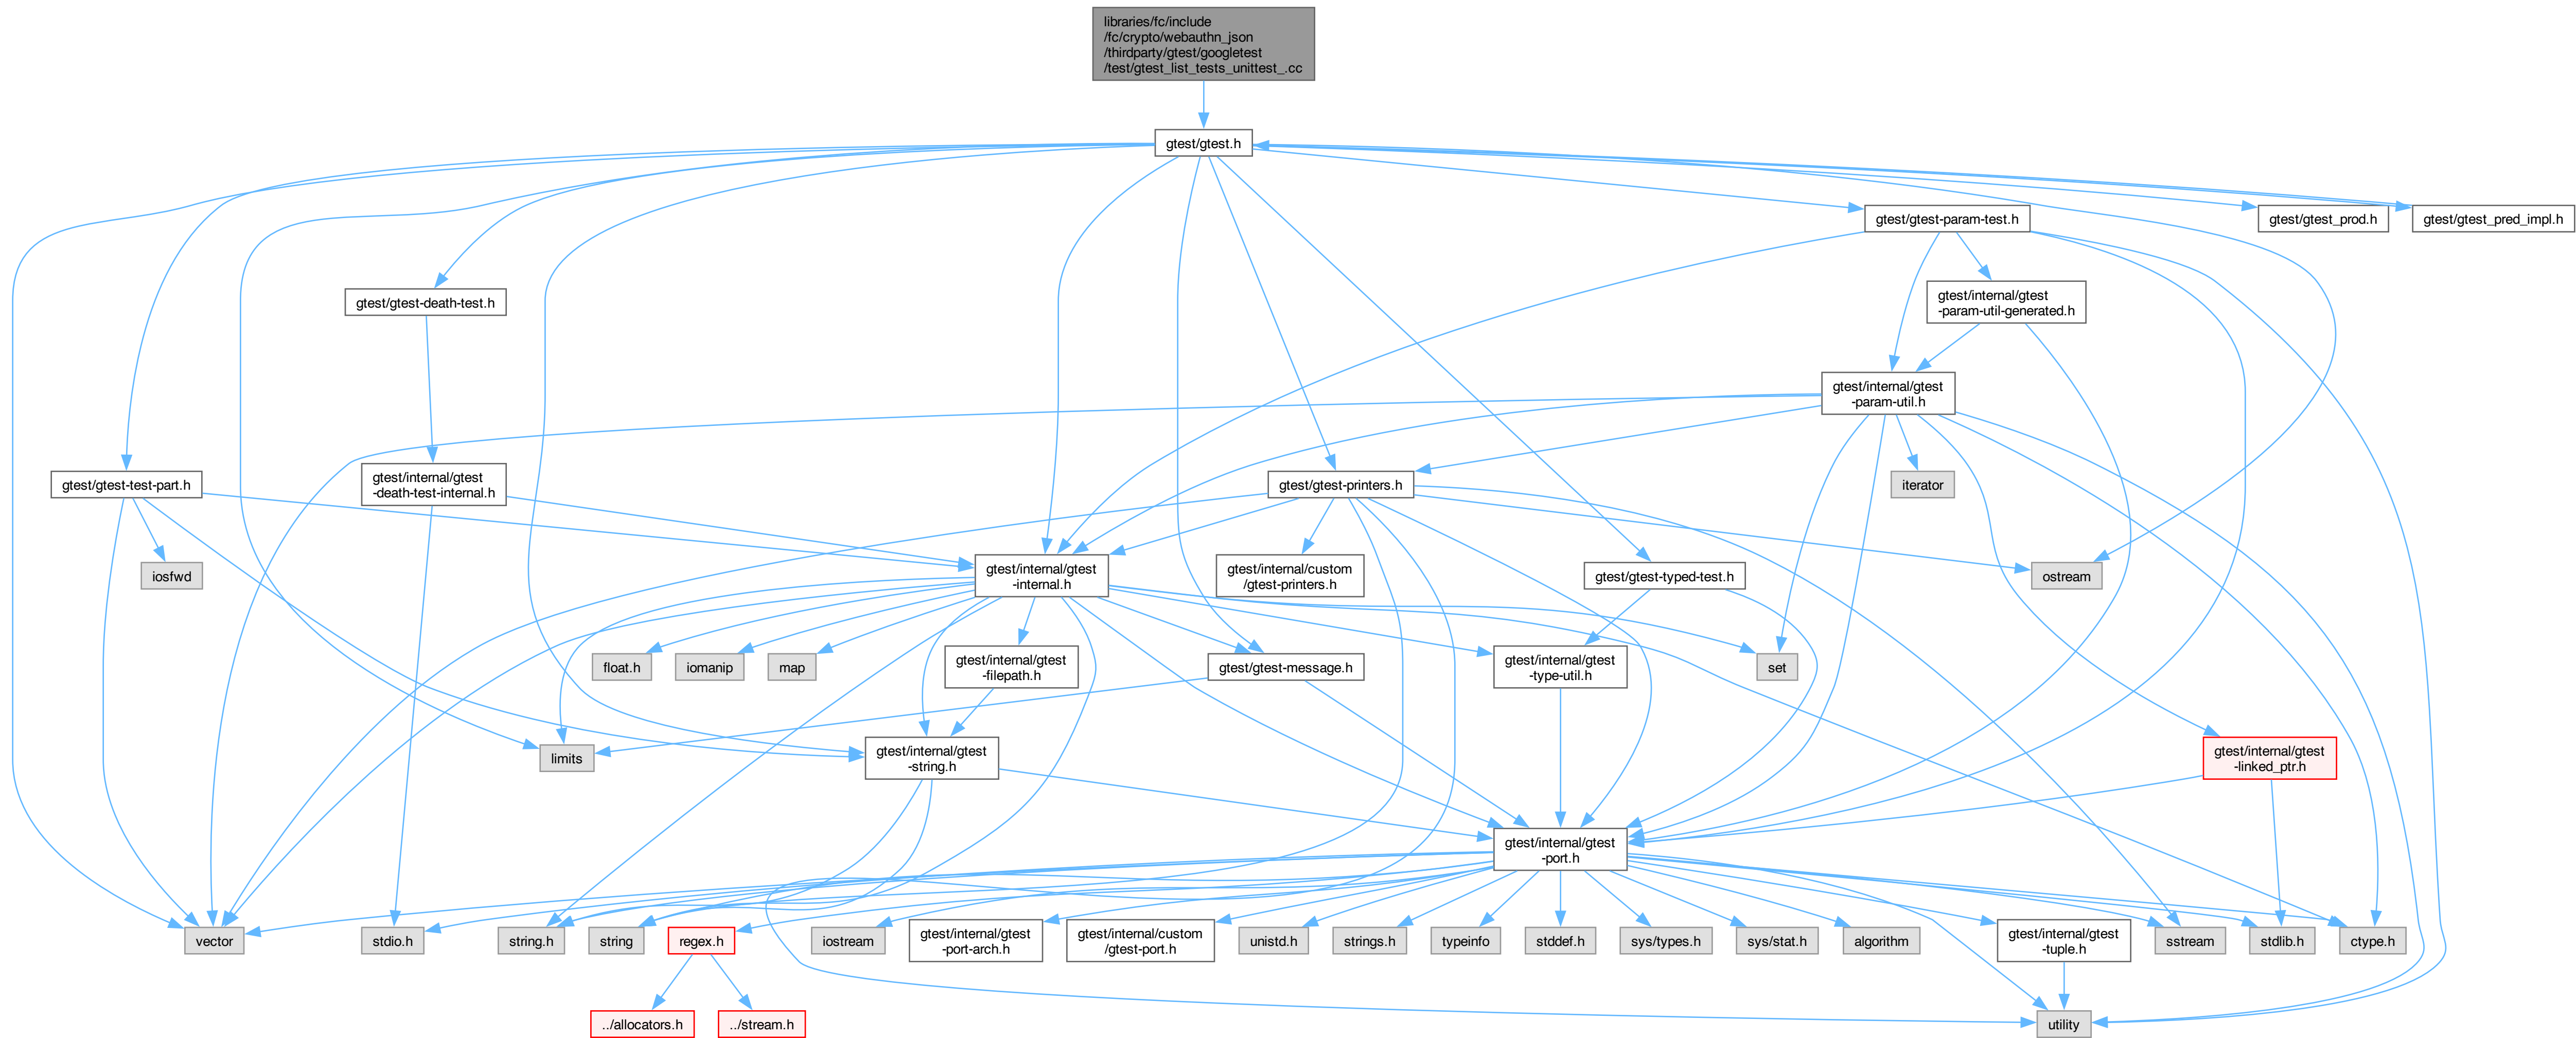 libraries/fc/include
/fc/crypto/webauthn_json
/thirdparty/gtest/googletest
/test/gtest_list_tests_unittest_.cc
gtest/gtest.h
gtest/gtest-param-test.h
gtest/gtest_prod.h
gtest/gtest_pred_impl.h
gtest/gtest-death-test.h
gtest/internal/gtest
-param-util-generated.h
gtest/internal/gtest
-param-util.h
gtest/gtest-test-part.h
gtest/internal/gtest
-death-test-internal.h
gtest/gtest-printers.h
iterator
iosfwd
gtest/internal/gtest
-internal.h
gtest/internal/custom
/gtest-printers.h
gtest/gtest-typed-test.h
ostream
float.h
iomanip
map
gtest/internal/gtest
-filepath.h
gtest/gtest-message.h
gtest/internal/gtest
-type-util.h
set
limits
gtest/internal/gtest
-string.h
gtest/internal/gtest
-linked_ptr.h
gtest/internal/gtest
-port.h
vector
stdio.h
string.h
string
regex.h
iostream
gtest/internal/gtest
-port-arch.h
gtest/internal/custom
/gtest-port.h
unistd.h
strings.h
typeinfo
stddef.h
sys/types.h
sys/stat.h
algorithm
gtest/internal/gtest
-tuple.h
sstream
stdlib.h
ctype.h
../allocators.h
../stream.h
utility